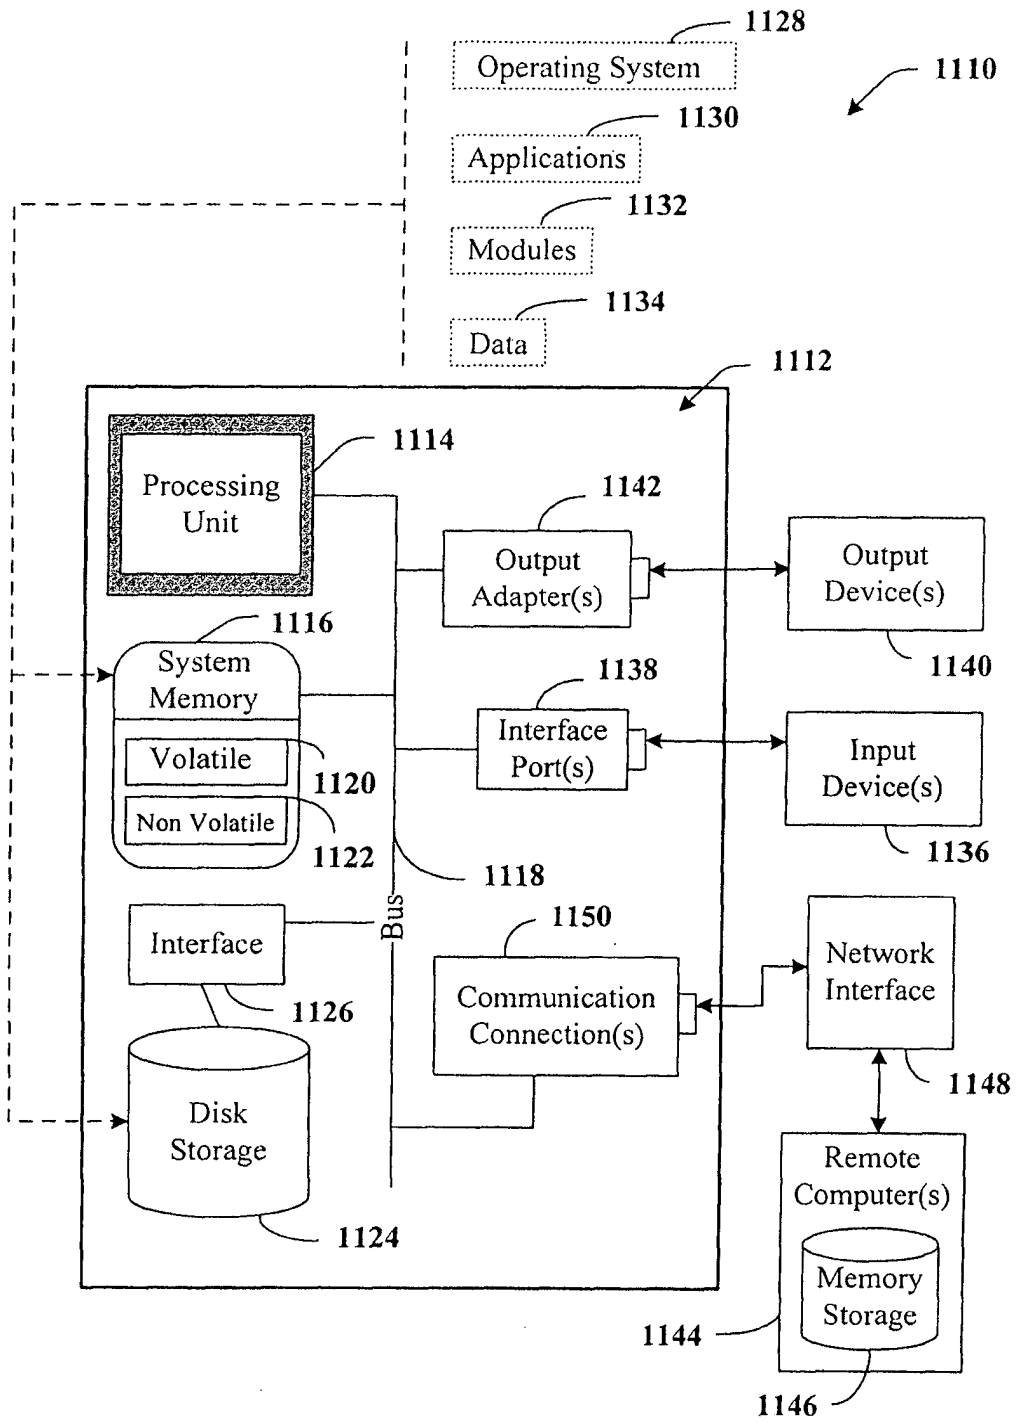 1128
Operating System
1110
1130
Applications
1132
Modules
1134
Data
1112
1114
Processing
Unit
1142
Output
Adapter(s)
Output
Device(s)
1140
1116
System
Memory
Volatile
1120
Non Volatile
1122
1138
Interface
Port(s)
Input
Device(s)
1136
1118
Bus
1150
Interface
1126
Communication
Connection(s)
Network
Interface
1148
Disk
Storage
1124
Remote
Computer(s)
Memory
Storage
1144
1146